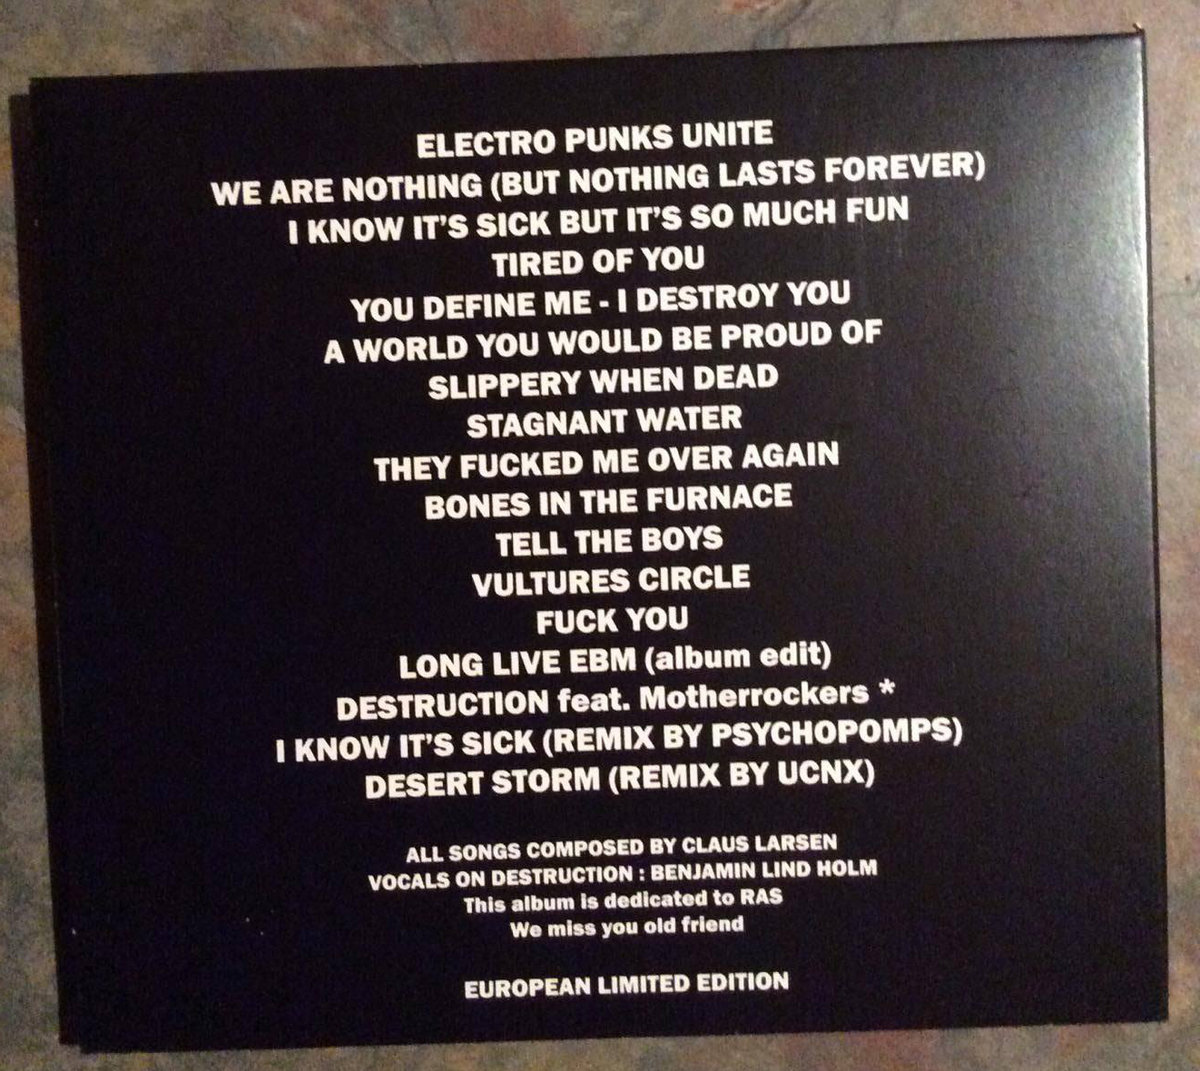 ELECTRO PUNKS UNITE
WE ARE NOTHING (BUT NOTHING LASTS FOREVER)
I KNOW IT'S SICK BUT IT'S SO MUCH FUN
TIRED OF YOU
YOU DEFINE ME - I DESTROY YOU
A WORLD YOU WOULD BE PROUD OF
SLIPPERY WHEN DEAD
STAGNANT WATER
THEY FUCKED ME OVER AGAIN
BONES IN THE FURNACE
TELL THE BOYS
VULTURES CIRCLE
FUCK YOU
LONG LIVE EBM (album edit)
DESTRUCTION feat. Motherrockers *
I KNOW IT'S SICK (REMIX BY PSYCHOPOMPS)
DESERT STORM (REMIX BY UCNX)
ALL SONGS COMPOSED BY CLAUS LARSEN
VOCALS ON DESTRUCTION : BENJAMIN LIND HOLM
This album is dedicated to RAS
We miss you old friend
EUROPEAN LIMITED EDITION